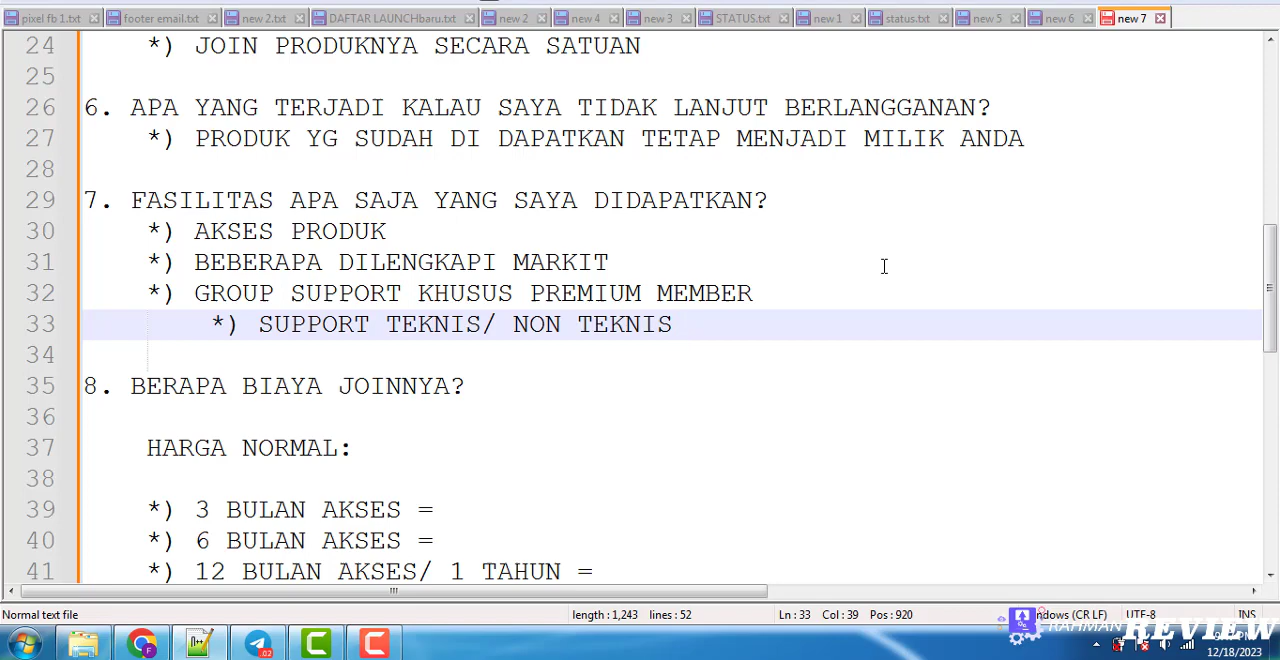 pixel fb 1.txt footer email.txt new 2.txt DAFTAR LAUNCHbaru.txt new 2 new 4 new 3 STATUS.txt new 1 status.txt new 5 new 6 new 7
24 *) JOIN PRODUKNYA SECARA SATUAN
25
26 6. APA YANG TERJADI KALAU SAYA TIDAK LANJUT BERLANGGANAN?
27 *) PRODUK YG SUDAH DI DAPATKAN TETAP MENJADI MILIK ANDA
28
29 7. FASILITAS APA SAJA YANG SAYA DIDAPATKAN?
30 *) AKSES PRODUK
31 *) BEBERAPA DILENGKAPI MARKIT
32 *) GROUP SUPPORT KHUSUS PREMIUM MEMBER
33 *) SUPPORT TEKNIS/ NON TEKNIS
34
35 8. BERAPA BIAYA JOINNYA?
36
37 HARGA NORMAL:
38
39 *) 3 BULAN AKSES =
40 *) 6 BULAN AKSES =
41 *) 12 BULAN AKSES/ 1 TAHUN =
Normal text file length : 1,243 lines : 52 Ln : 33 Col : 39 Pos : 920 ndows (CR LF) UTF-8 INS
RAHMAN REVIEW
12/18/2023